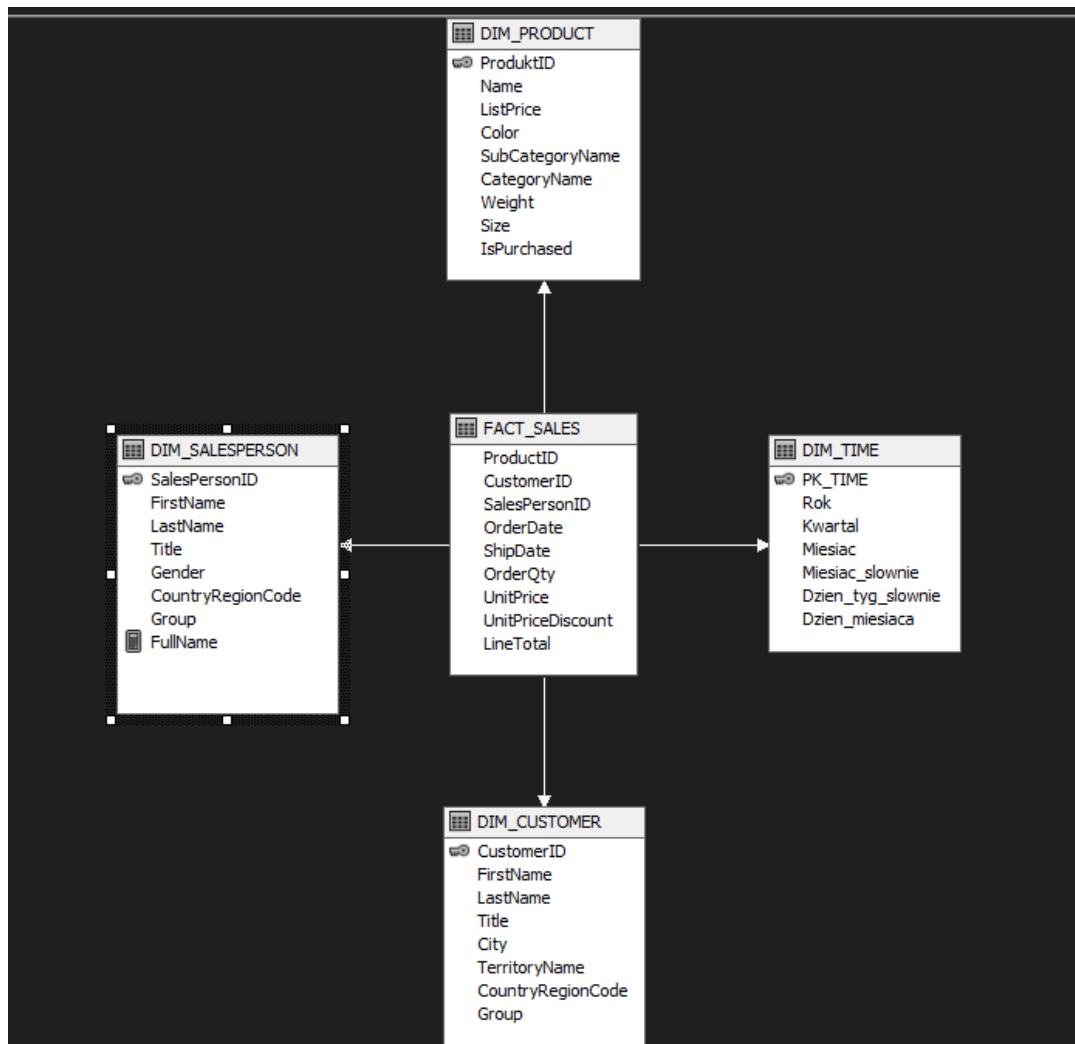 DIM_PRODUCT
ProduktID
Name
ListPrice
Color
SubCategoryName
CategoryName
Weight
Size
IsPurchased
DIM_SALESPERSON
SalesPersonID
FirstName
LastName
Title
Gender
CountryRegionCode
Group
FullName
FACT_SALES
ProductID
CustomerID
SalesPersonID
OrderDate
ShipDate
OrderQty
UnitPrice
UnitPriceDiscount
LineTotal
DIM_TIME
PK_TIME
Rok
Kwartal
Miesiac
Miesiac_slownie
Dzien_tyg_slownie
Dzien_miesiaca
DIM_CUSTOMER
CustomerID
FirstName
LastName
Title
City
TerritoryName
CountryRegionCode
Group